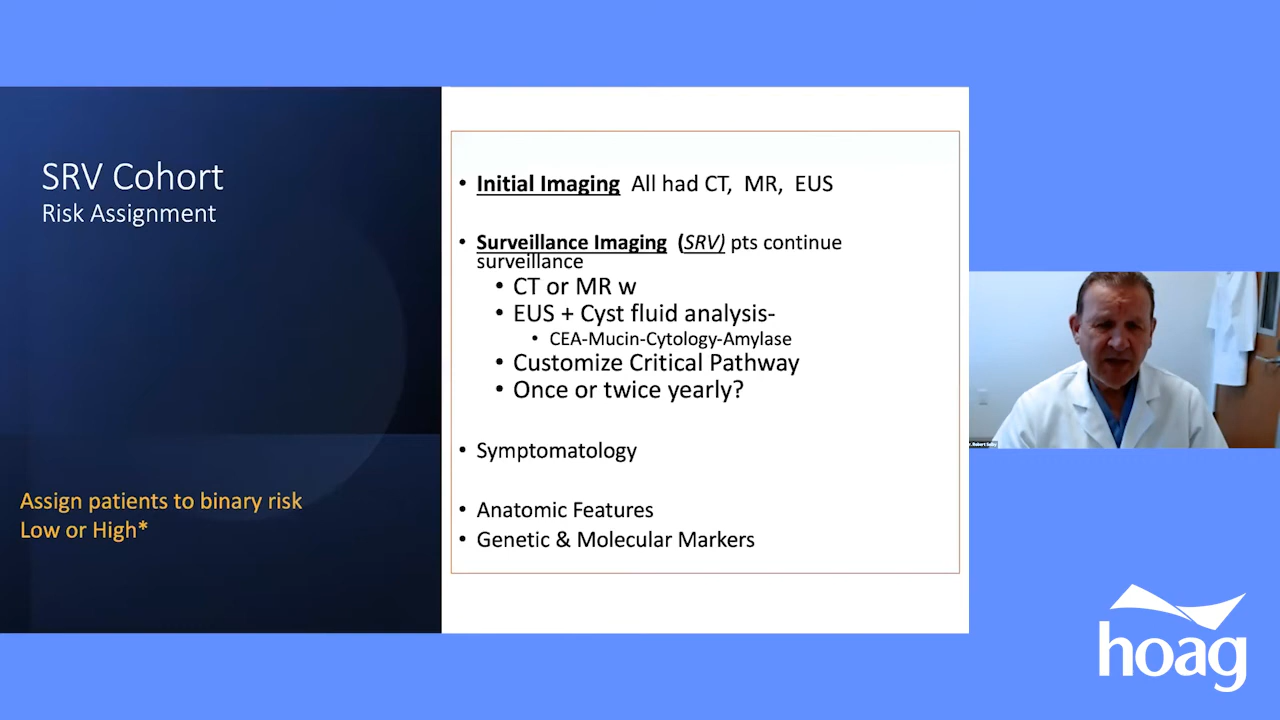 SRV Cohort
Risk Assignment
Assign patients to binary risk
Low or High*
• Initial Imaging All had CT, MR, EUS
• Surveillance Imaging (SRV) pts continue
surveillance
• CT or MR w
• EUS + Cyst fluid analysis-
• CEA-Mucin-Cytology-Amylase
• Customize Critical Pathway
• Once or twice yearly?
• Symptomatology
• Anatomic Features
• Genetic & Molecular Markers
Robert Selby
hoag